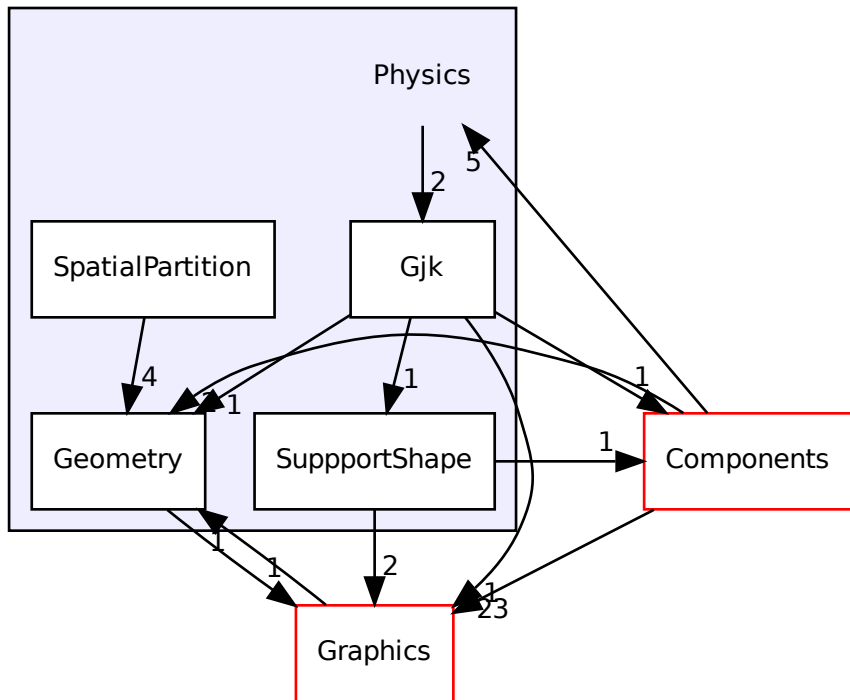 Physics
5
2
SpatialPartition
Gjk
4
1
1
1
Geometry
SuppportShape
1
Components
1
1
2
1
23
Graphics